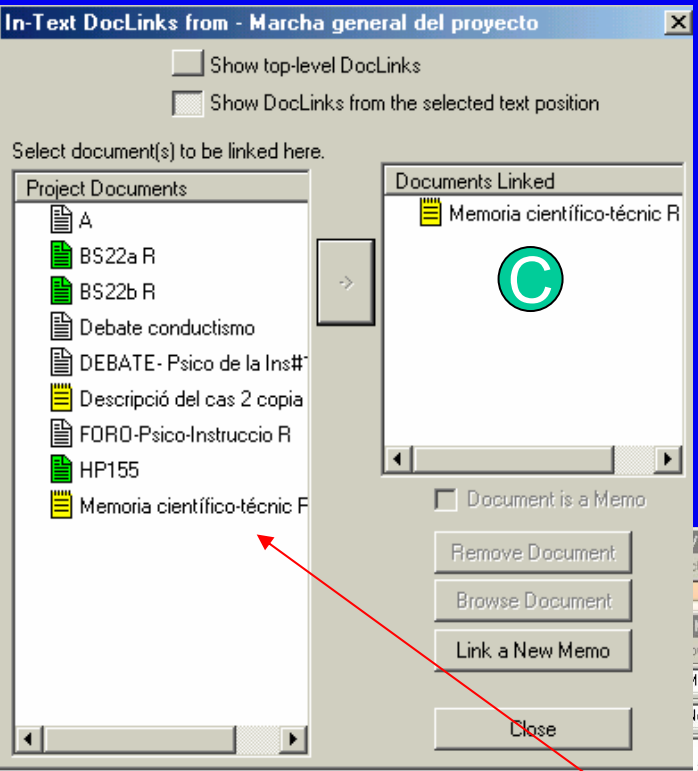 In-Text DocLinks from - Marcha general del proyecto
Show top-level DocLinks
Show DocLinks from the selected text position
Select document(s) to be linked here.
Project Documents
A
BS22a R
BS22b R
Debate conductismo
DEBATE- Psico de la Ins#
Descripció del cas 2 copia
FORO-Psico-Instruccio R
HP155
Memoria científico-técnic
->
Documents Linked
Memoria científico-técnic R
C
Document is a Memo
Remove Document
Browse Document
Link a New Memo
Close